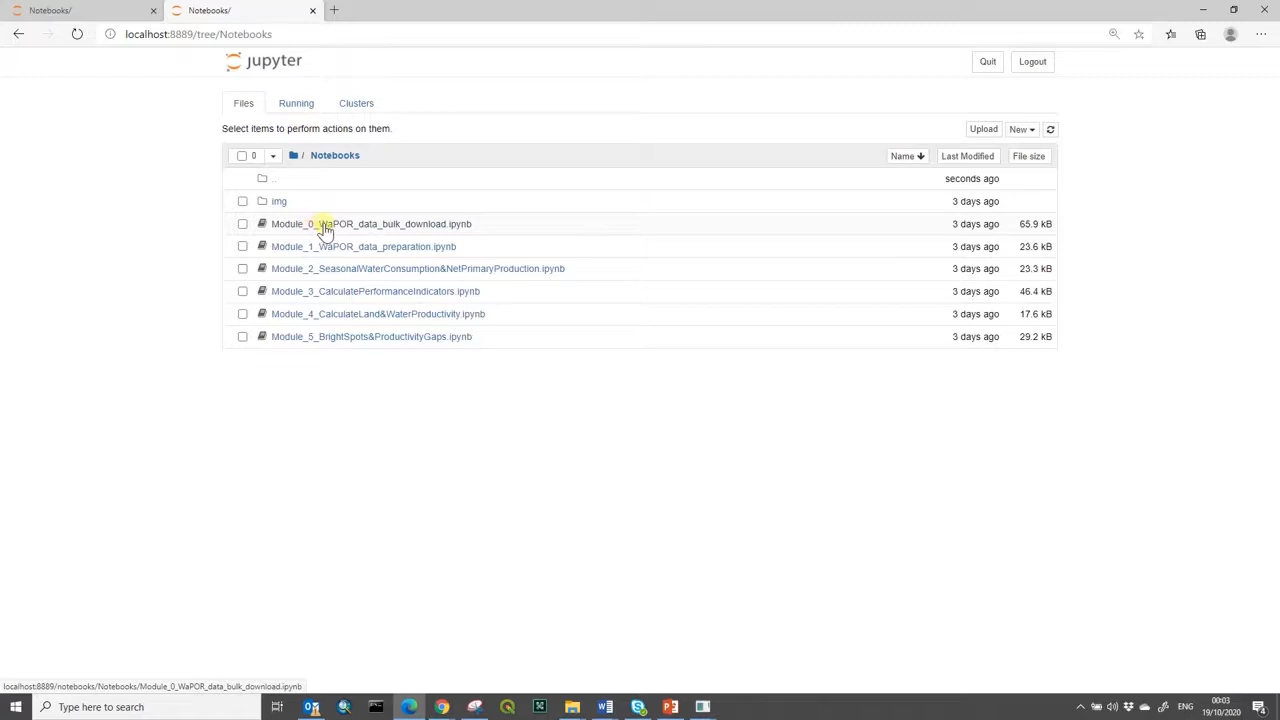 Notebooks/
Notebooks/
localhost:8889/tree/Notebooks
jupyter
Quit
Logout
Files
Running
Clusters
Select items to perform actions on them.
Upload
New
0
/ Notebooks
Name
Last Modified
File size
..
seconds ago
img
3 days ago
Module_0_WaPOR_data_bulk_download.ipynb
3 days ago
65.9 kB
Module_1_WaPOR_data_preparation.ipynb
3 days ago
23.6 kB
Module_2_SeasonalWaterConsumption&NetPrimaryProduction.ipynb
3 days ago
23.3 kB
Module_3_CalculatePerformanceIndicators.ipynb
3 days ago
46.4 kB
Module_4_CalculateLand&WaterProductivity.ipynb
3 days ago
17.6 kB
Module_5_BrightSpots&ProductivityGaps.ipynb
3 days ago
29.2 kB
localhost:8889/notebooks/Notebooks/Module_0_WaPOR_data_bulk_download.ipynb
Type here to search
ENG
00:03
19/10/2020